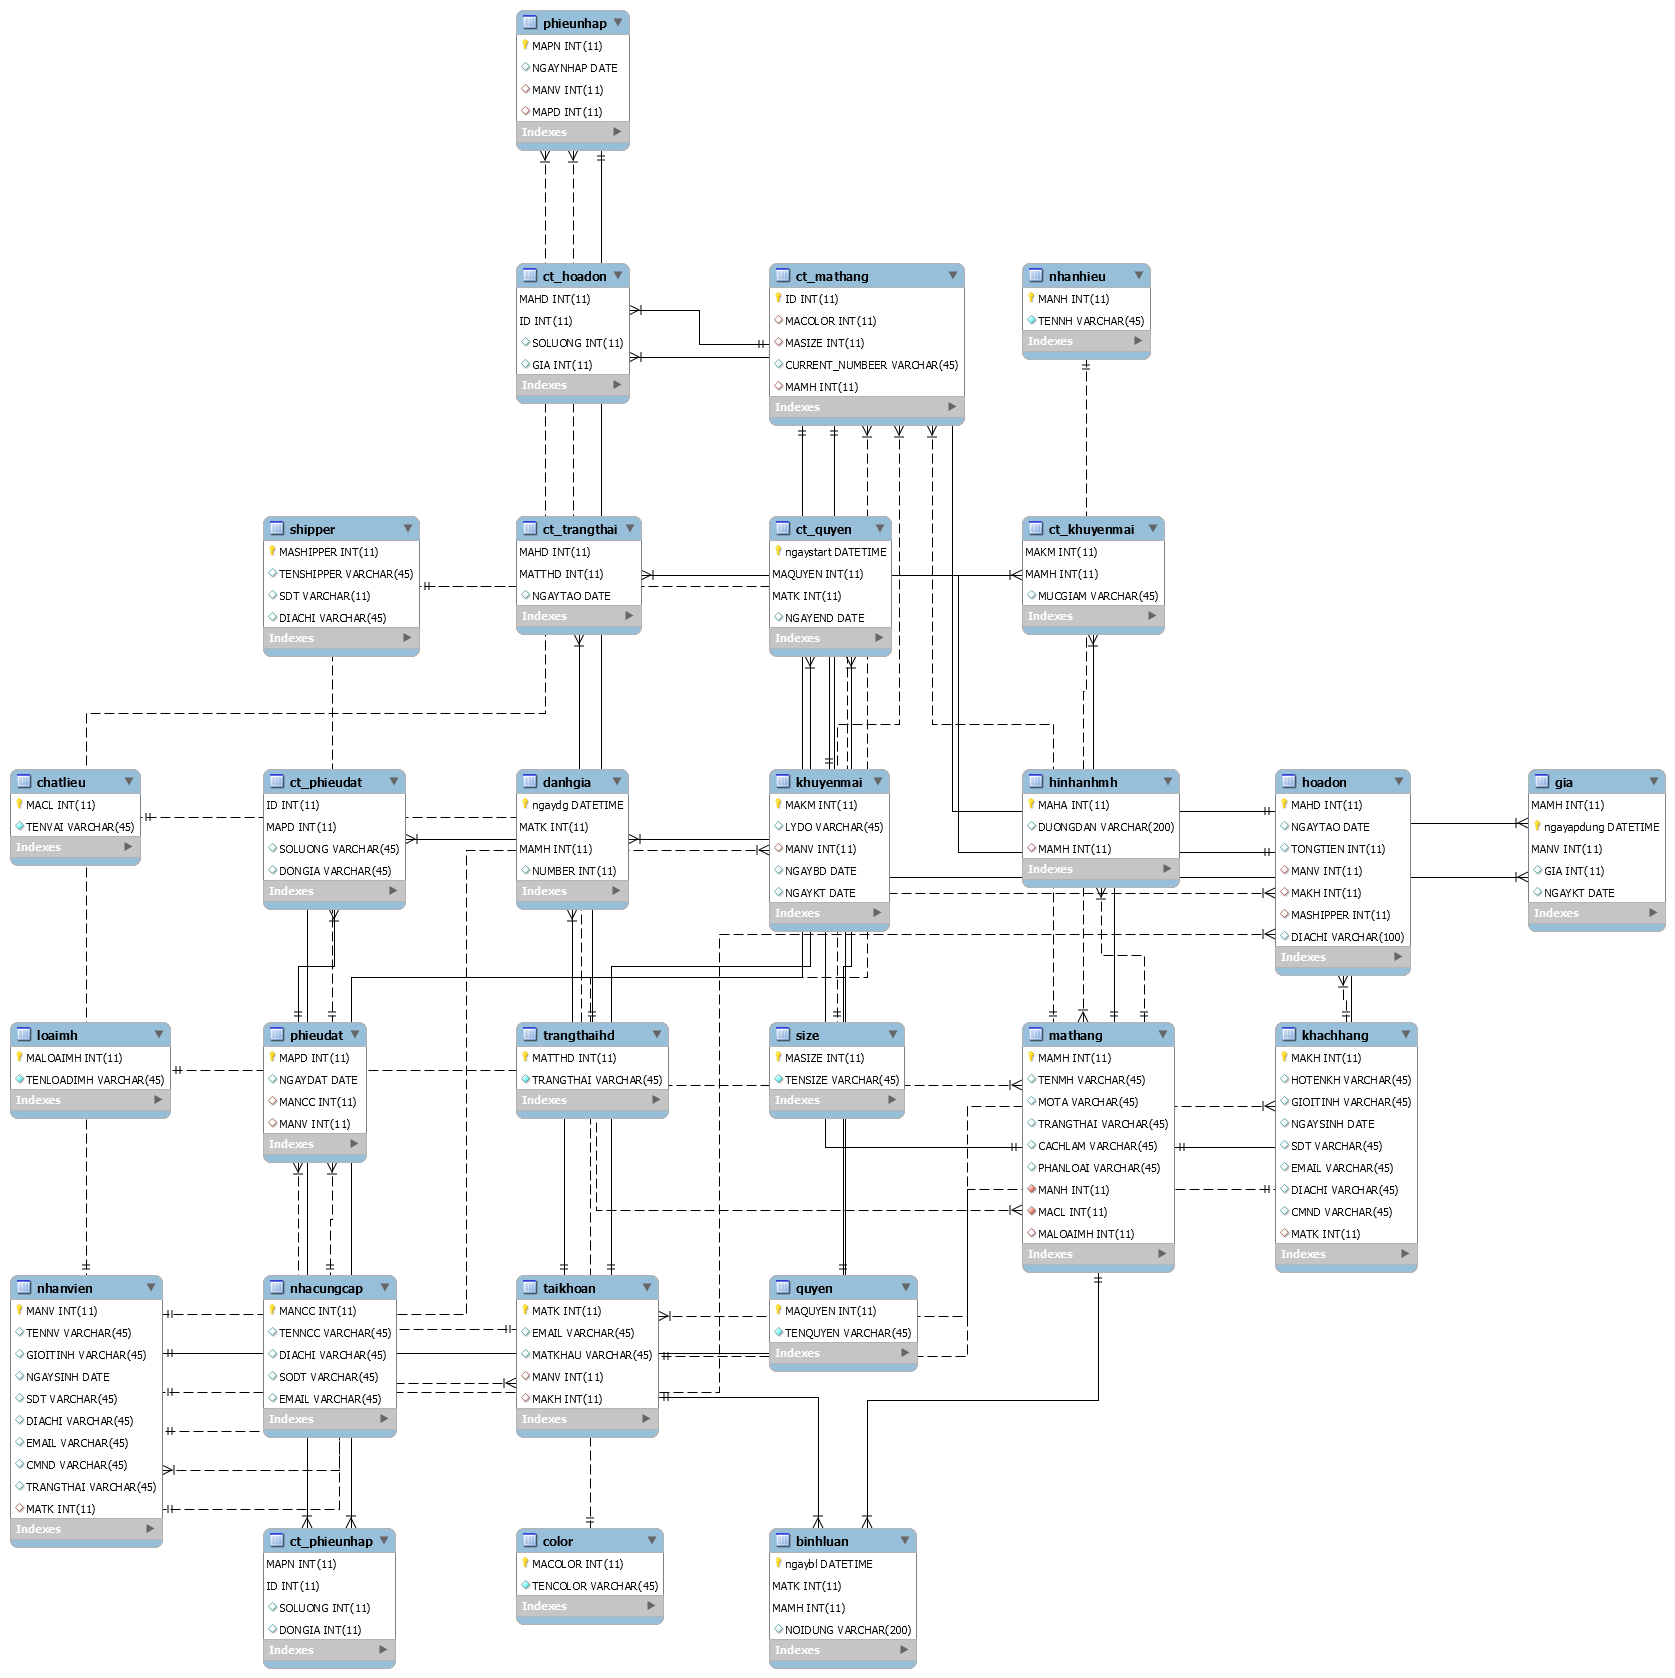 phieunhap
MAPN INT(11)
NGAYNHAP DATE
MANV INT(11)
MAPD INT(11)
Indexes
ct_hoadon
MAHD INT(11)
ID INT(11)
SOLUONG INT(11)
GIA INT(11)
Indexes
ct_mathang
ID INT(11)
MACOLOR INT(11)
MASIZE INT(11)
CURRENT_NUMBEER VARCHAR(45)
MAMH INT(11)
Indexes
nhanhieu
MANH INT(11)
TENNH VARCHAR(45)
Indexes
shipper
MASHIPPER INT(11)
TENSHIPPER VARCHAR(45)
SDT VARCHAR(11)
DIACHI VARCHAR(45)
Indexes
ct_trangthai
MAHD INT(11)
MATTHD INT(11)
NGAYTAO DATE
Indexes
ct_quyen
ngaystart DATETIME
MAQUYEN INT(11)
MATK INT(11)
NGAYEND DATE
Indexes
ct_khuyenmai
MAKM INT(11)
MAMH INT(11)
MUCGIAM VARCHAR(45)
Indexes
chatlieu
MACL INT(11)
TENVAI VARCHAR(45)
Indexes
ct_phieudat
ID INT(11)
MAPD INT(11)
SOLUONG VARCHAR(45)
DONGIA VARCHAR(45)
Indexes
danhgia
ngaydg DATETIME
MATK INT(11)
MAMH INT(11)
NUMBER INT(11)
Indexes
khuyenmai
MAKM INT(11)
LYDO VARCHAR(45)
MANV INT(11)
NGAYBD DATE
NGAYKT DATE
Indexes
hinhanhmh
MAHA INT(11)
DUONGDAN VARCHAR(200)
MAMH INT(11)
Indexes
hoadon
MAHD INT(11)
NGAYTAO DATE
TONGTIEN INT(11)
MANV INT(11)
MAKH INT(11)
MASHIPPER INT(11)
DIACHI VARCHAR(100)
Indexes
gia
MAMH INT(11)
ngayapdung DATETIME
MANV INT(11)
GIA INT(11)
NGAYKT DATE
Indexes
loaimh
MALOAIMH INT(11)
TENLOADIMH VARCHAR(45)
Indexes
phieudat
MAPD INT(11)
NGAYDAT DATE
MANCC INT(11)
MANV INT(11)
Indexes
trangthaihd
MATTHD INT(11)
TRANGTHAI VARCHAR(45)
Indexes
size
MASIZE INT(11)
TENSIZE VARCHAR(45)
Indexes
mathang
MAMH INT(11)
TENMH VARCHAR(45)
MOTA VARCHAR(45)
TRANGTHAI VARCHAR(45)
CACHLAM VARCHAR(45)
PHANLOAI VARCHAR(45)
MANH INT(11)
MACL INT(11)
MALOAIMH INT(11)
Indexes
khachhang
MAKH INT(11)
HOTENKH VARCHAR(45)
GIOITINH VARCHAR(45)
NGAYSINH DATE
SDT VARCHAR(45)
EMAIL VARCHAR(45)
DIACHI VARCHAR(45)
CMND VARCHAR(45)
MATK INT(11)
Indexes
nhanvien
MANV INT(11)
TENNV VARCHAR(45)
GIOITINH VARCHAR(45)
NGAYSINH DATE
SDT VARCHAR(45)
DIACHI VARCHAR(45)
EMAIL VARCHAR(45)
CMND VARCHAR(45)
TRANGTHAI VARCHAR(45)
MATK INT(11)
Indexes
nhacungcap
MANCC INT(11)
TENNCC VARCHAR(45)
DIACHI VARCHAR(45)
SODT VARCHAR(45)
EMAIL VARCHAR(45)
Indexes
taikhoan
MATK INT(11)
EMAIL VARCHAR(45)
MATKHAU VARCHAR(45)
MANV INT(11)
MAKH INT(11)
Indexes
quyen
MAQUYEN INT(11)
TENQUYEN VARCHAR(45)
Indexes
ct_phieunhap
MAPN INT(11)
ID INT(11)
SOLUONG INT(11)
DONGIA INT(11)
Indexes
color
MACOLOR INT(11)
TENCOLOR VARCHAR(45)
Indexes
binhluan
ngaybl DATETIME
MATK INT(11)
MAMH INT(11)
NOIDUNG VARCHAR(200)
Indexes